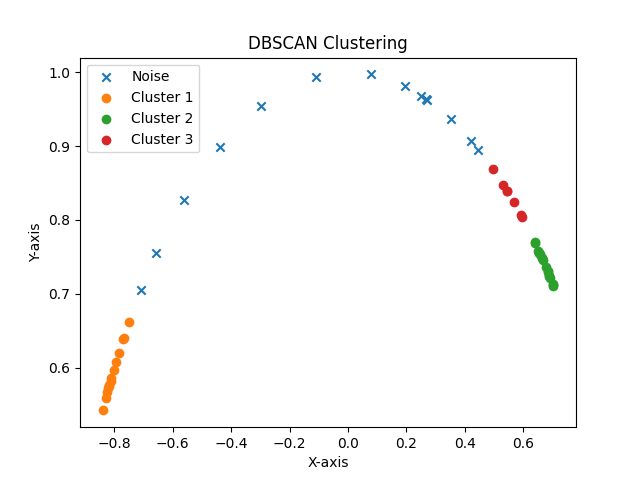 DBSCAN Clustering
Noise
Cluster 1
Cluster 2
Cluster 3
1.0
0.9
0.8
0.7
0.6
Y-axis
−0.8 −0.6 −0.4 −0.2 0.0 0.2 0.4 0.6
X-axis